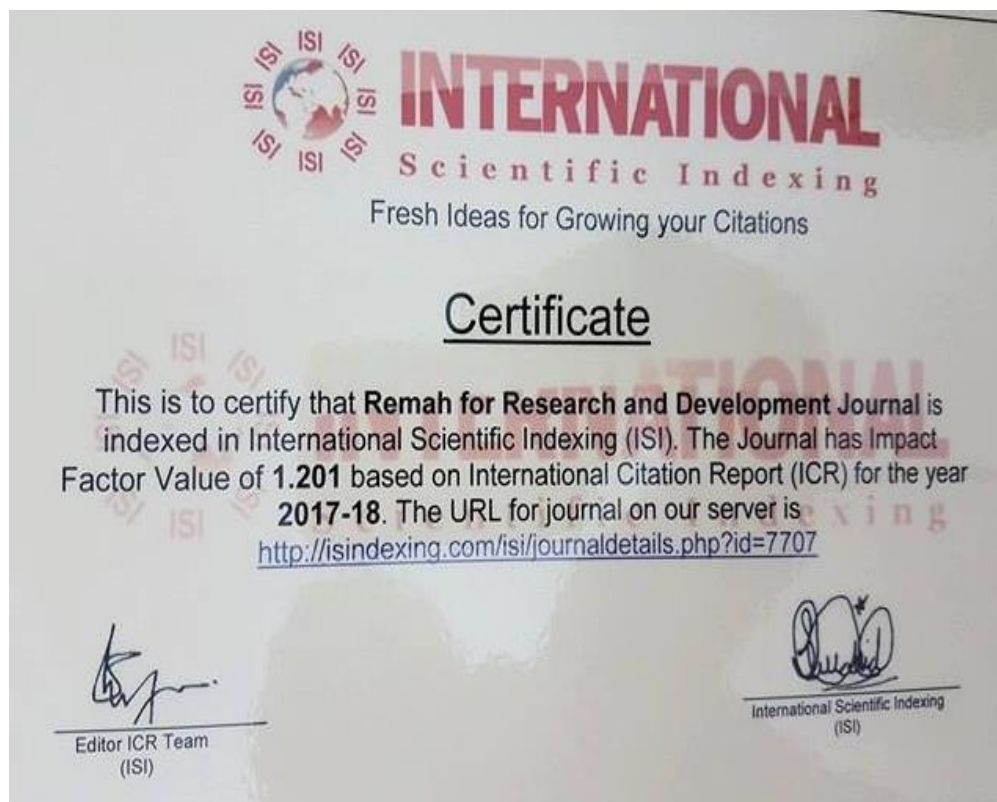 ISI ISI ISI ISI ISI ISI ISI ISI
INTERNATIONAL
Scientific Indexing
Fresh Ideas for Growing your Citations
Certificate
This is to certify that Remah for Research and Development Journal is
indexed in International Scientific Indexing (ISI). The Journal has Impact
Factor Value of 1.201 based on International Citation Report (ICR) for the year
2017-18. The URL for journal on our server is
http://isindexing.com/isi/journaldetails.php?id=7707
Editor ICR Team
(ISI)
International Scientific Indexing
(ISI)